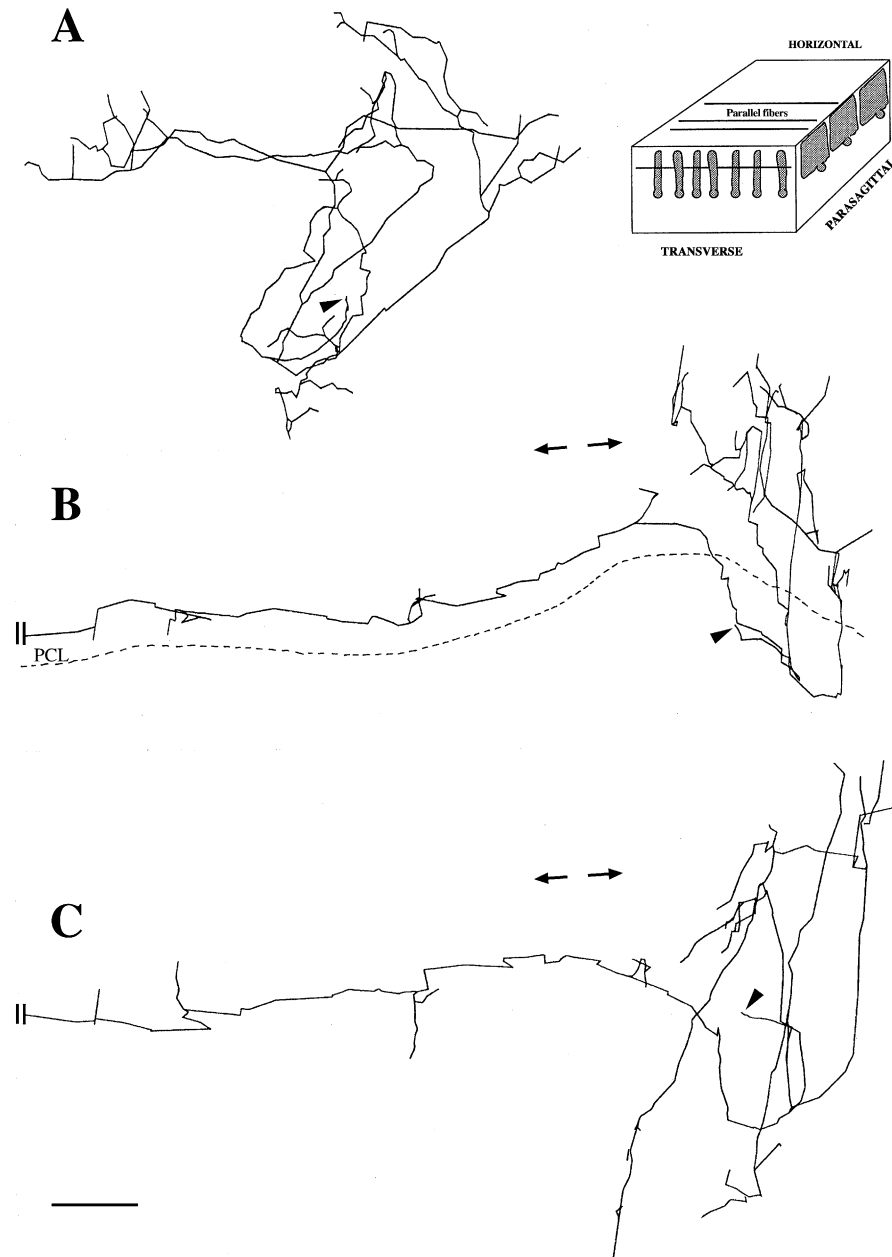 A
HORIZONTAL
Parallel fibers
PARASAGITTAL
TRANSVERSE
B
PCL
C